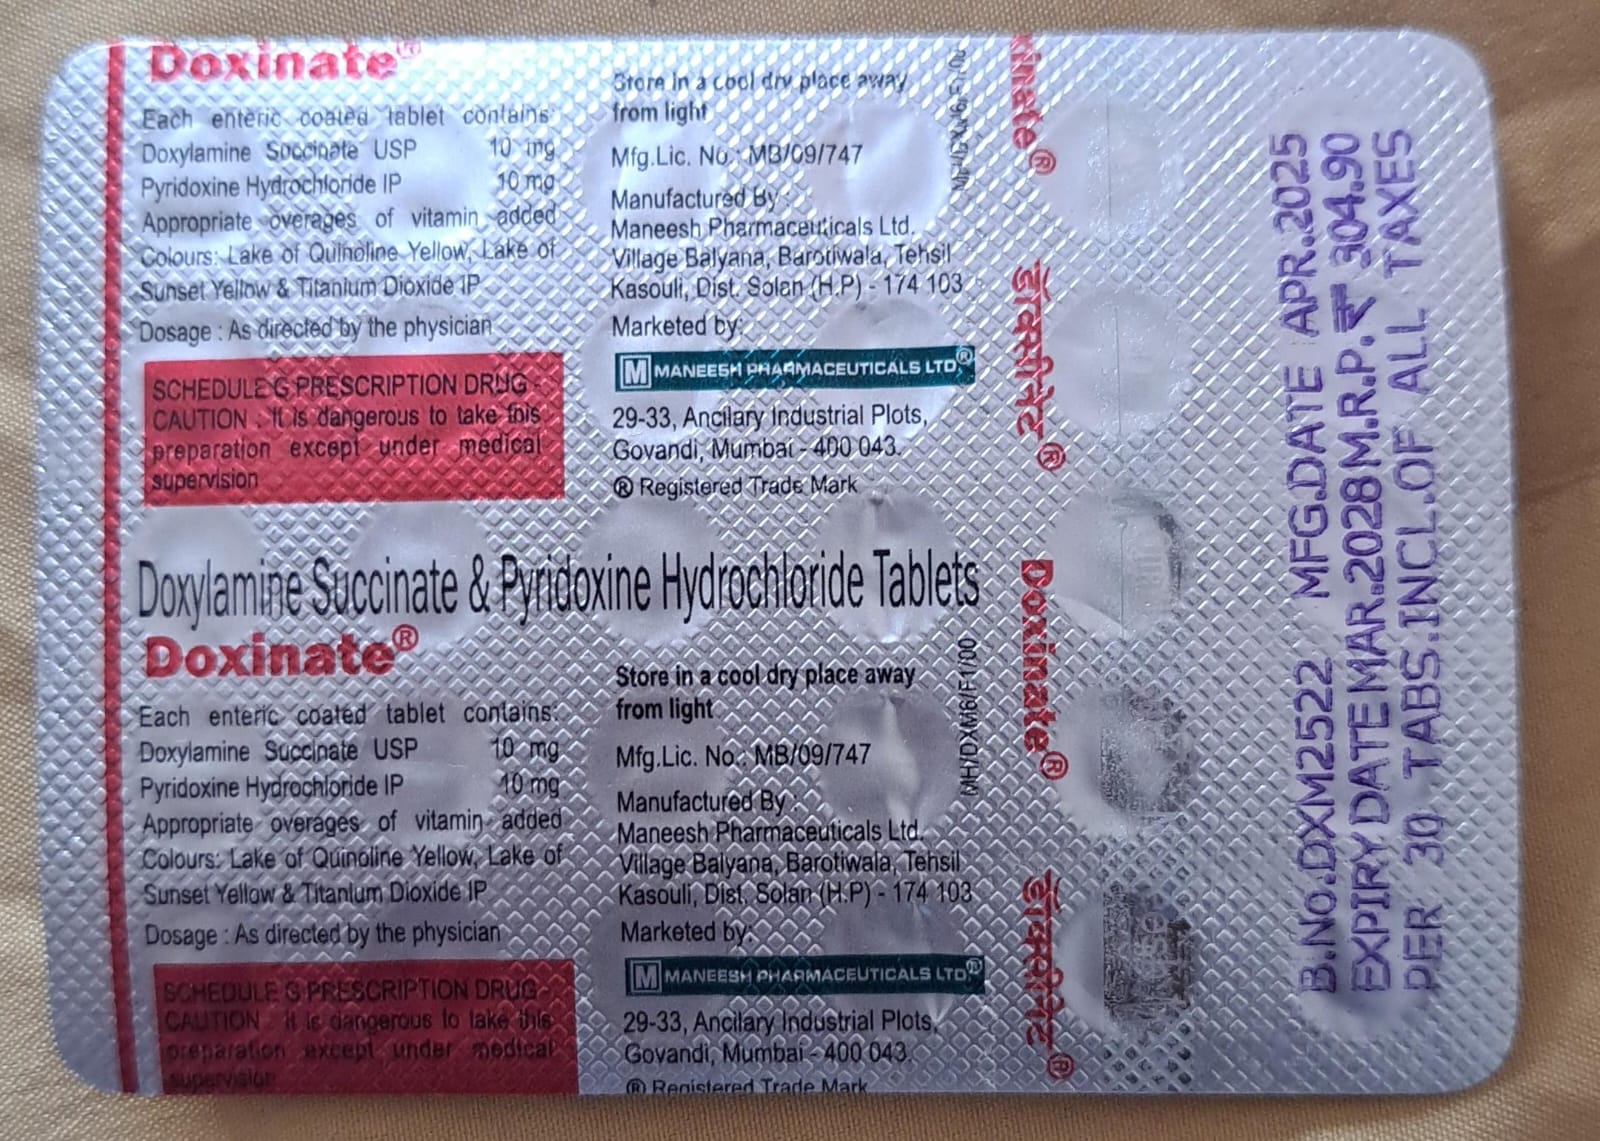 Doxinate®
Each enteric coated tablet contains:
Doxylamine Succinate USP 10 mg
Pyridoxine Hydrochloride IP 10 mg
Appropriate overages of vitamin added
Colours: Lake of Quinoline Yellow, Lake of
Sunset Yellow & Titanium Dioxide IP
Dosage : As directed by the physician
SCHEDULE G PRESCRIPTION DRUG -
CAUTION : It is dangerous to take this
preparation except under medical
supervision
Store in a cool dry place away
from light
Mfg.Lic. No.: MB/09/747
Manufactured By :
Maneesh Pharmaceuticals Ltd.
Village Balyana, Barotiwala, Tehsil
Kasouli, Dist. Solan (H.P) - 174 103
Marketed by:
M MANEESH PHARMACEUTICALS LTD®
29-33, Ancilary Industrial Plots,
Govandi, Mumbai - 400 043.
® Registered Trade Mark
MH/DXM6/F1/00
Doxylamine Succinate & Pyridoxine Hydrochloride Tablets
Doxinate®
Each enteric coated tablet contains:
Doxylamine Succinate USP 10 mg
Pyridoxine Hydrochloride IP 10 mg
Appropriate overages of vitamin added
Colours: Lake of Quinoline Yellow, Lake of
Sunset Yellow & Titanium Dioxide IP
Dosage : As directed by the physician
SCHEDULE G PRESCRIPTION DRUG -
CAUTION : It is dangerous to take this
preparation except under medical
supervision
Store in a cool dry place away
from light
Mfg.Lic. No.: MB/09/747
Manufactured By :
Maneesh Pharmaceuticals Ltd.
Village Balyana, Barotiwala, Tehsil
Kasouli, Dist. Solan (H.P) - 174 103
Marketed by:
M MANEESH PHARMACEUTICALS LTD®
29-33, Ancilary Industrial Plots,
Govandi, Mumbai - 400 043.
® Registered Trade Mark
MH/DXM6/F1/00
xinate®
डॉक्सीनेट®
Doxinate®
डॉक्सीनेट®
B.No.DXM2522 MFG.DATE APR.2025
EXPIRY DATE MAR.2028 M.R.P. ₹ 304.90
PER 30 TABS.INCL.OF ALL TAXES